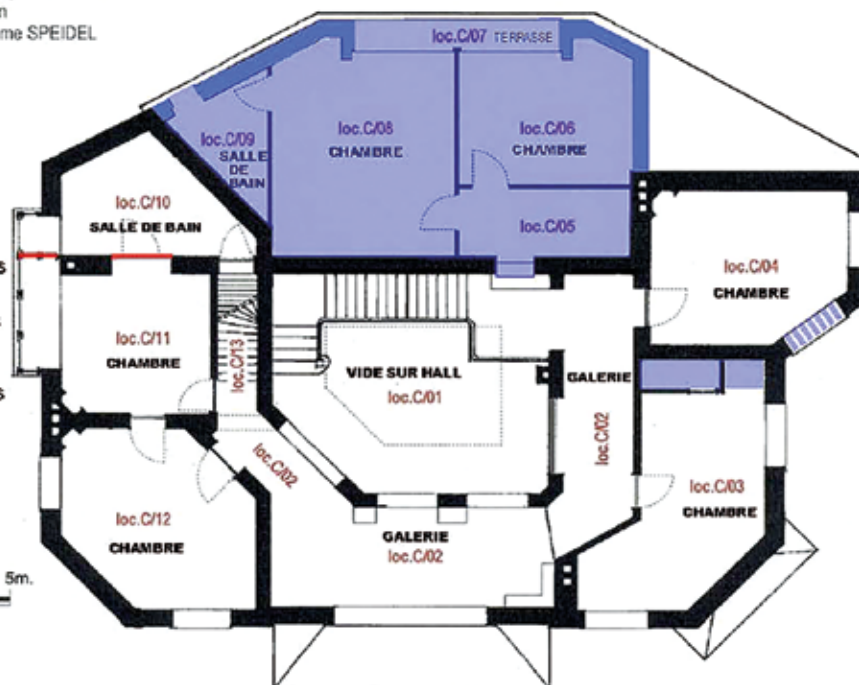 me SPEIDEL
loc.C/07 TERRASSE
loc.C/09
SALLE
DE
BAIN
loc.C/08
CHAMBRE
loc.C/06
CHAMBRE
loc.C/10
SALLE DE BAIN
loc.C/05
loc.C/04
CHAMBRE
loc.C/11
CHAMBRE
loc.C/13
VIDE SUR HALL
loc.C/01
GALERIE
loc.C/02
loc.C/02
loc.C/03
CHAMBRE
loc.C/12
CHAMBRE
GALERIE
loc.C/02
5m.